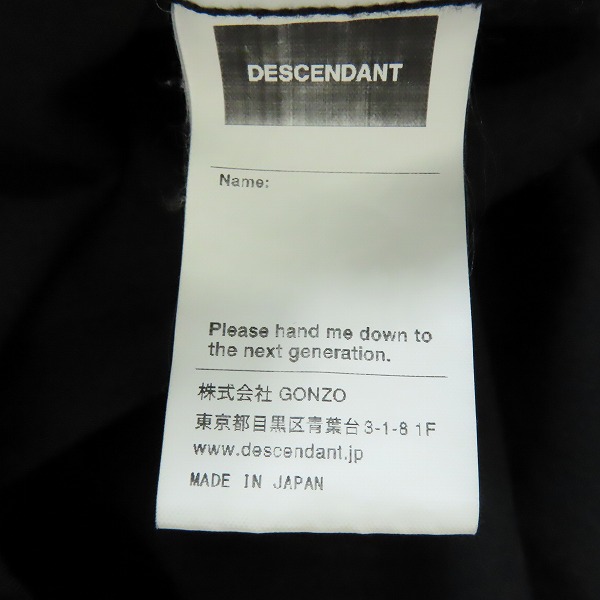 DESCENDANT
Name:
Please hand me down to
the next generation.
株式会社 GONZO
東京都目黒区青葉台3-1-8 1F
www.descendant.jp
MADE IN JAPAN